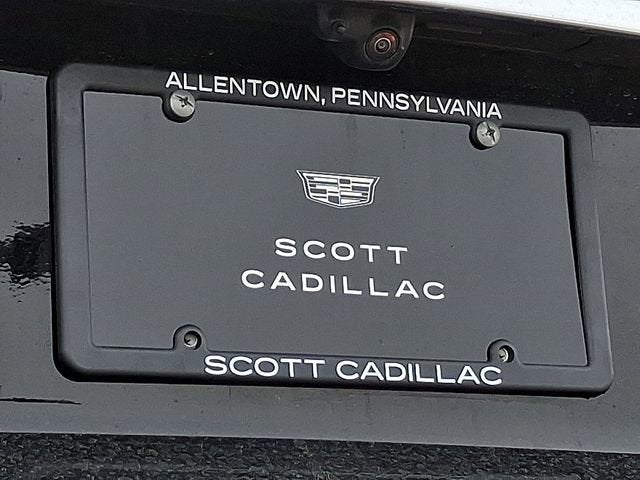 ALLENTOWN, PENNSYLVANIA
SCOTT
CADILLAC
SCOTT CADILLAC